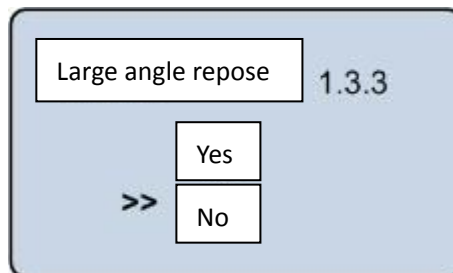 Large angle repose 1.3.3
Yes
>> No